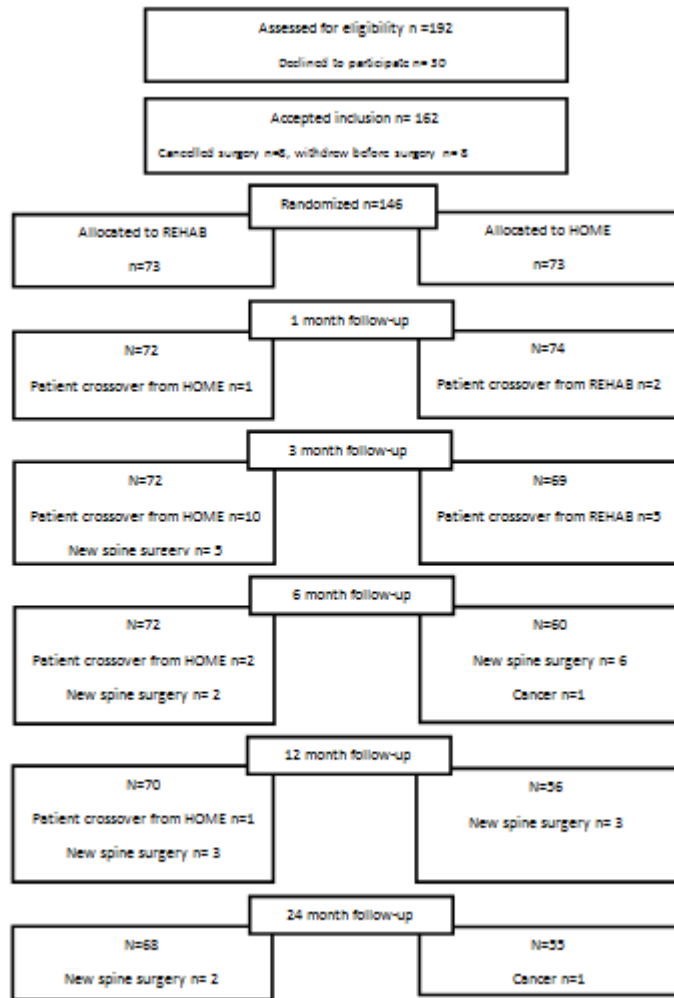 Assessed for eligibility n =192
Declined to participate n= 30
Accepted inclusion n= 162
Cancelled surgery n=8, withdrew before surgery n= 8
Randomized n=146
Allocated to REHAB
n=73
Allocated to HOME
n=73
1 month follow-up
N=72
Patient crossover from HOME n=1
N=74
Patient crossover from REHAB n=2
3 month follow-up
N=72
Patient crossover from HOME n=10
New spine surgery n= 5
N=69
Patient crossover from REHAB n=5
6 month follow-up
N=72
Patient crossover from HOME n=2
New spine surgery n= 2
N=60
New spine surgery n= 6
Cancer n=1
12 month follow-up
N=70
Patient crossover from HOME n=1
New spine surgery n= 3
N=56
New spine surgery n= 3
24 month follow-up
N=68
New spine surgery n= 2
N=55
Cancer n=1